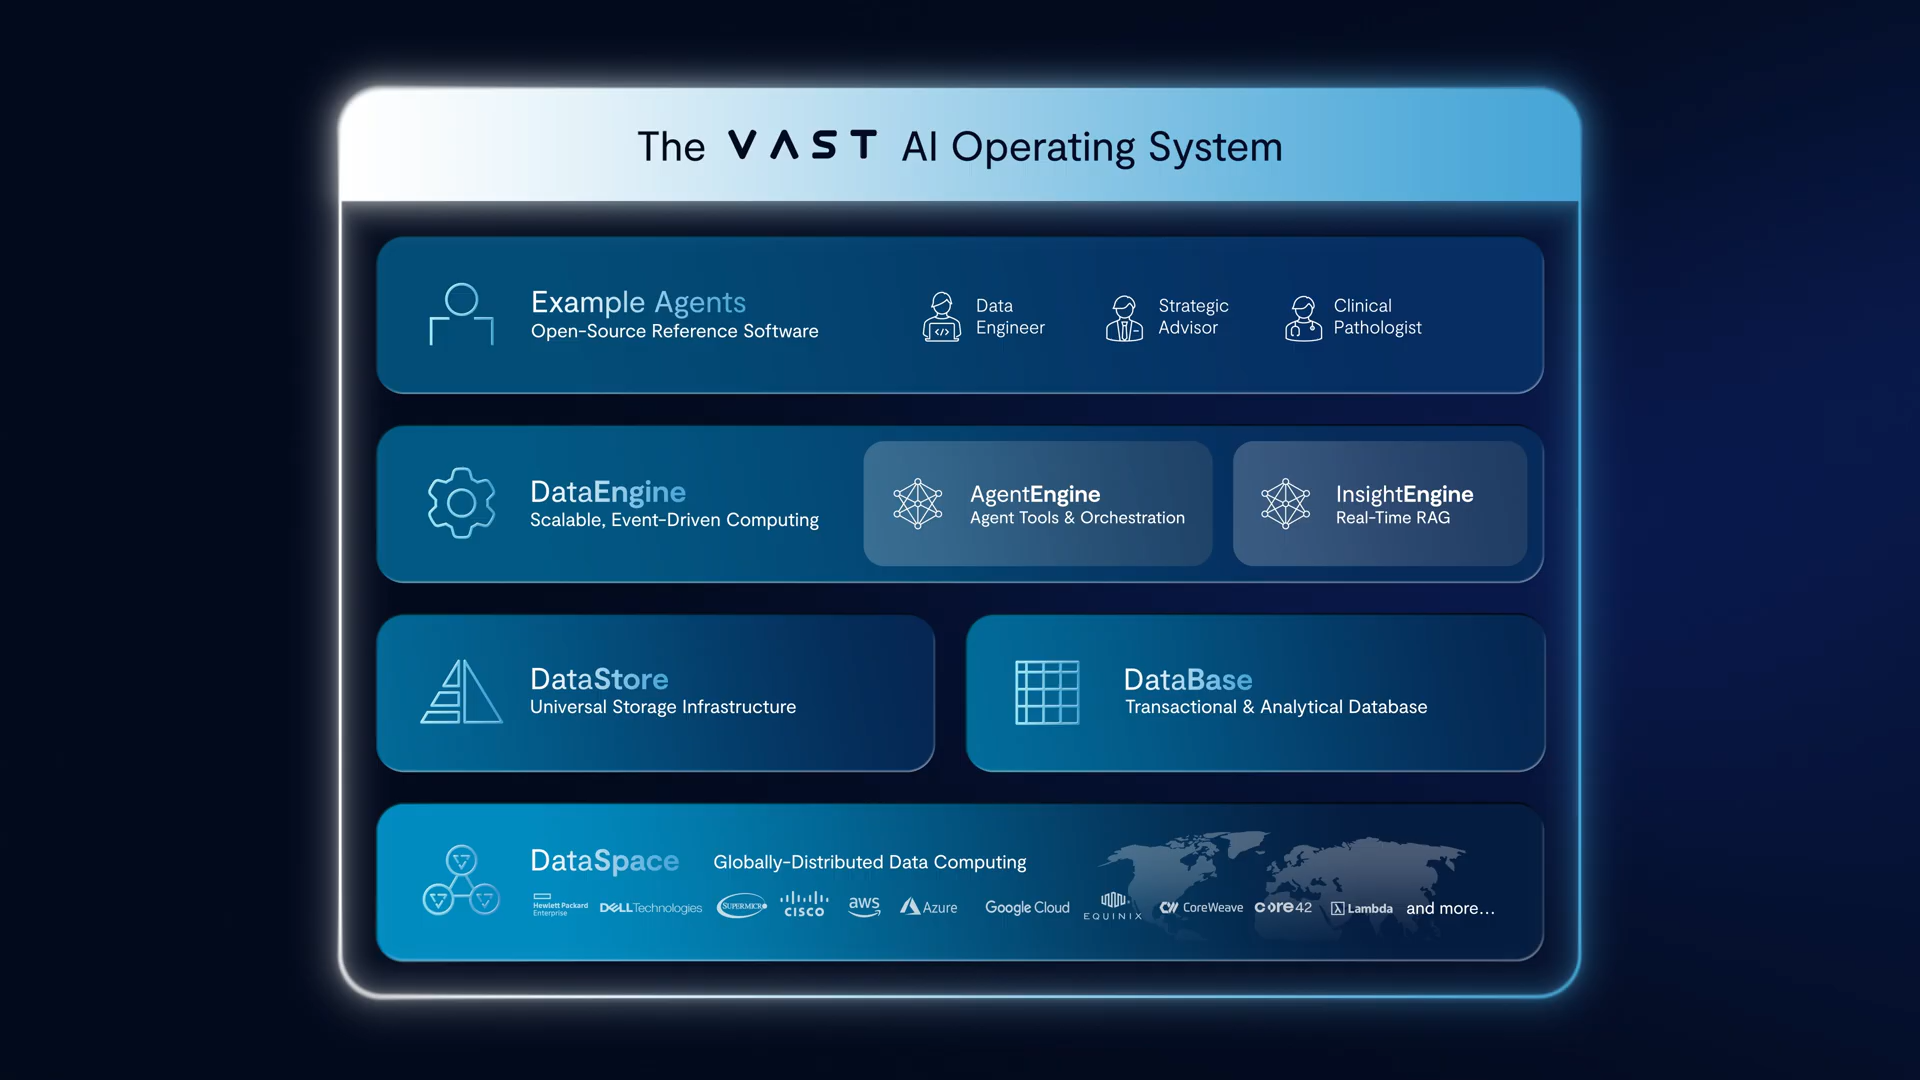 The VAST AI Operating System
Example Agents
Open-Source Reference Software
Data
Engineer
Strategic
Advisor
Clinical
Pathologist
DataEngine
Scalable, Event-Driven Computing
AgentEngine
Agent Tools & Orchestration
InsightEngine
Real-Time RAG
DataStore
Universal Storage Infrastructure
DataBase
Transactional & Analytical Database
DataSpace
Globally-Distributed Data Computing
Hewlett Packard
Enterprise
DELLTechnologies
SUPERMICRO
CISCO
aws
Azure
Google Cloud
EQUINIX
CoreWeave
core42
Lambda
and more...